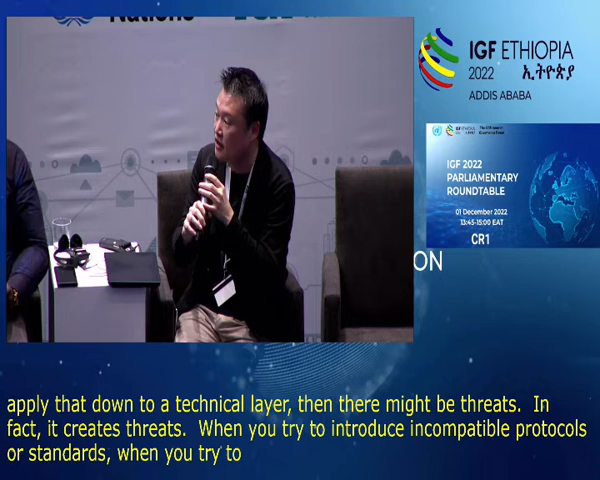 Nations
IGF ETHIOPIA
2022 ኢትዮጵያ
ADDIS ABABA
IGF 2022
PARLIAMENTARY
ROUNDTABLE
01 December 2022
13:45-15:00 EAT
CR1
ON
apply that down to a technical layer, then there might be threats. In
fact, it creates threats. When you try to introduce incompatible protocols
or standards, when you try to